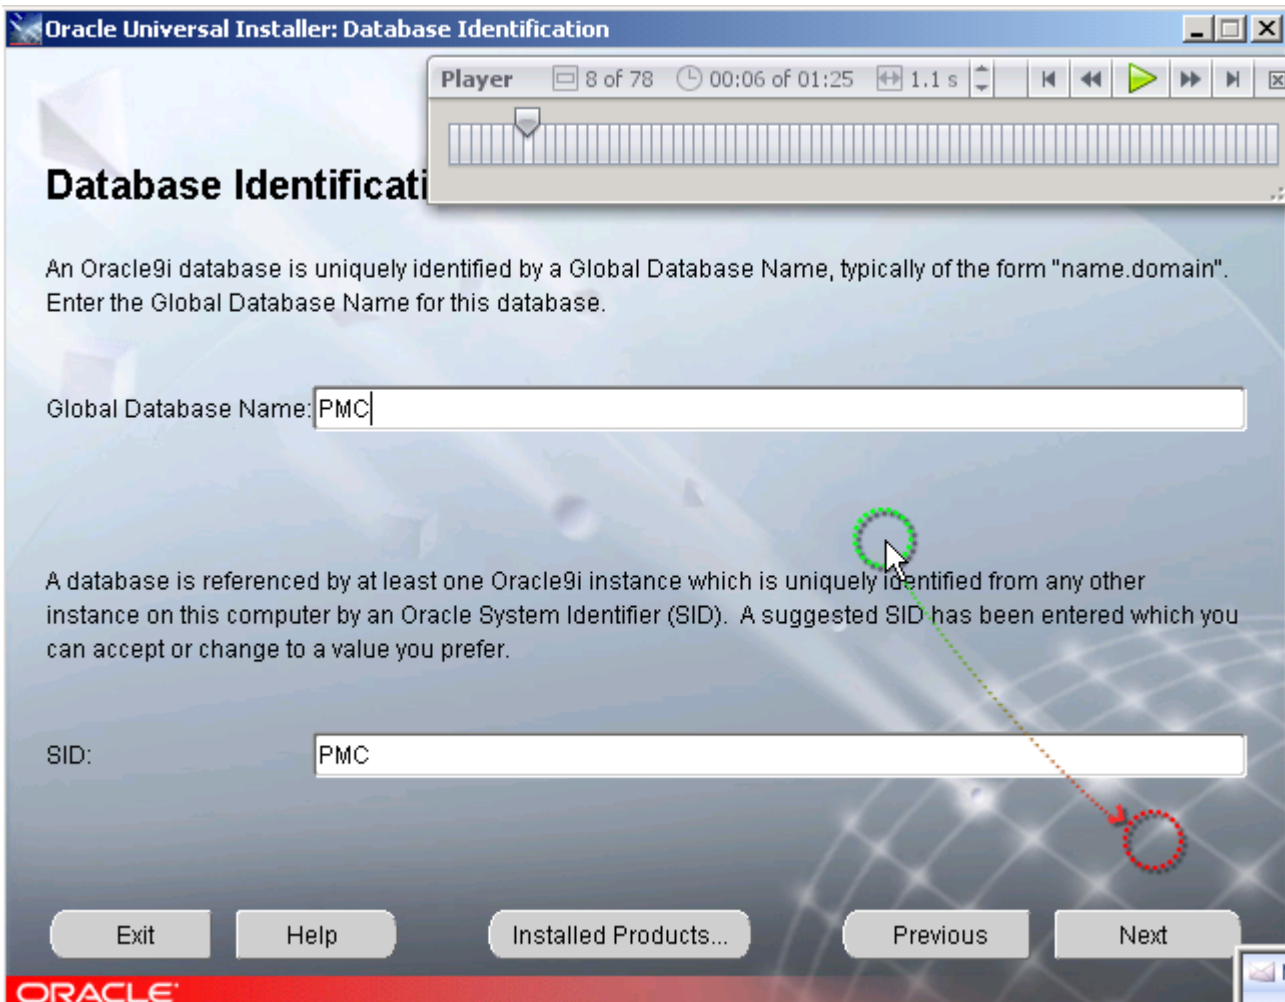 Oracle Universal Installer: Database Identification
Player 8 of 78 00:06 of 01:25 1.1 s
Database Identificati
An Oracle9i database is uniquely identified by a Global Database Name, typically of the form "name.domain".
Enter the Global Database Name for this database.
Global Database Name: PMC
A database is referenced by at least one Oracle9i instance which is uniquely identified from any other
instance on this computer by an Oracle System Identifier (SID).  A suggested SID has been entered which you
can accept or change to a value you prefer.
SID: PMC
Exit Help Installed Products... Previous Next
ORACLE